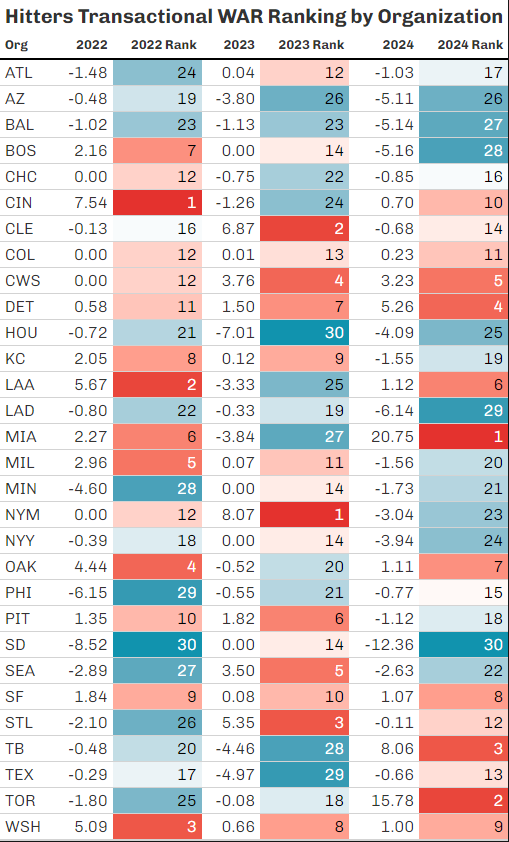 Hitters Transactional WAR Ranking by Organization
Org 2022 2022 Rank 2023 2023 Rank 2024 2024 Rank
ATL -1.48 24 0.04 12 -1.03 17
AZ -0.48 19 -3.80 26 -5.11 26
BAL -1.02 23 -1.13 23 -5.14 27
BOS 2.16 7 0.00 14 -5.16 28
CHC 0.00 12 -0.75 22 -0.85 16
CIN 7.54 1 -1.26 24 0.70 10
CLE -0.13 16 6.87 2 -0.68 14
COL 0.00 12 0.01 13 0.23 11
CWS 0.00 12 3.76 4 3.23 5
DET 0.58 11 1.50 7 5.26 4
HOU -0.72 21 -7.01 30 -4.09 25
KC 2.05 8 0.12 9 -1.55 19
LAA 5.67 2 -3.33 25 1.12 6
LAD -0.80 22 -0.33 19 -6.14 29
MIA 2.27 6 -3.84 27 20.75 1
MIL 2.96 5 0.07 11 -1.56 20
MIN -4.60 28 0.00 14 -1.73 21
NYM 0.00 12 8.07 1 -3.04 23
NYY -0.39 18 0.00 14 -3.94 24
OAK 4.44 4 -0.52 20 1.11 7
PHI -6.15 29 -0.55 21 -0.77 15
PIT 1.35 10 1.82 6 -1.12 18
SD -8.52 30 0.00 14 -12.36 30
SEA -2.89 27 3.50 5 -2.63 22
SF 1.84 9 0.08 10 1.07 8
STL -2.10 26 5.35 3 -0.11 12
TB -0.48 20 -4.46 28 8.06 3
TEX -0.29 17 -4.97 29 -0.66 13
TOR -1.80 25 -0.08 18 15.78 2
WSH 5.09 3 0.66 8 1.00 9